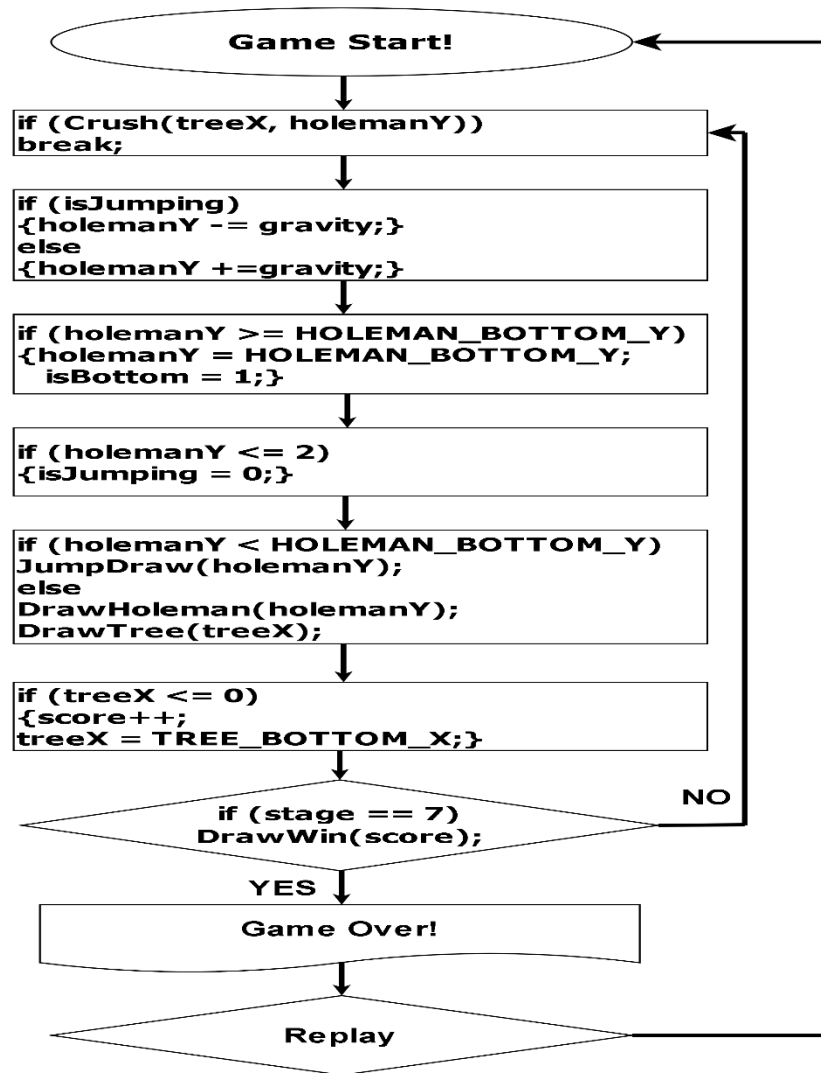 Game Start!
if (Crush(treeX, holemanY))
break;
if (isJumping)
{holemanY -= gravity;}
else
{holemanY +=gravity;}
if (holemanY >= HOLEMAN_BOTTOM_Y)
{holemanY = HOLEMAN_BOTTOM_Y;
isBottom = 1;}
if (holemanY <= 2)
{isJumping = 0;}
if (holemanY < HOLEMAN_BOTTOM_Y)
JumpDraw(holemanY);
else
DrawHoleman(holemanY);
DrawTree(treeX);
if (treeX <= 0)
{score++;
treeX = TREE_BOTTOM_X;}
if (stage == 7)
DrawWin(score);
NO
YES
Game Over!
Replay